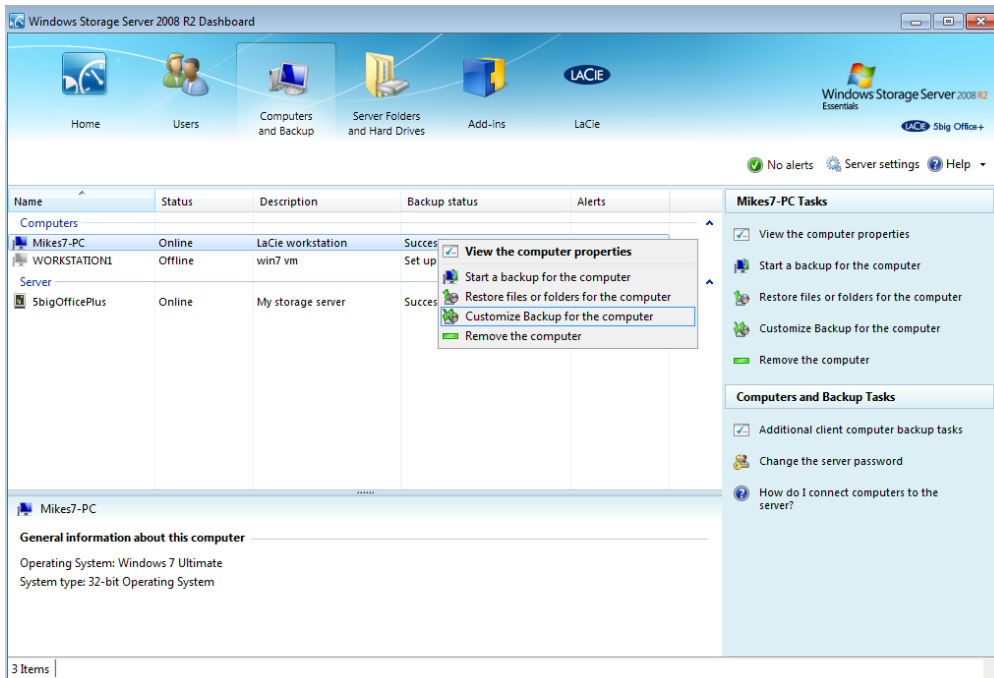 Windows Storage Server 2008 R2 Dashboard
Home
Users
Computers and Backup
Server Folders and Hard Drives
Add-ins
LACIE
LaCie
Windows Storage Server 2008 R2
Essentials
LACIE 5big Office+
No alerts
Server settings
Help
Name Status Description Backup status Alerts
Computers
Mikes7-PC Online LaCie workstation Succes
WORKSTATION1 Offline win7 vm Set up
Server
5bigOfficePlus Online My storage server Succes
View the computer properties
Start a backup for the computer
Restore files or folders for the computer
Customize Backup for the computer
Remove the computer
Mikes7-PC Tasks
View the computer properties
Start a backup for the computer
Restore files or folders for the computer
Customize Backup for the computer
Remove the computer
Computers and Backup Tasks
Additional client computer backup tasks
Change the server password
How do I connect computers to the
server?
Mikes7-PC
General information about this computer
Operating System: Windows 7 Ultimate
System type: 32-bit Operating System
3 Items